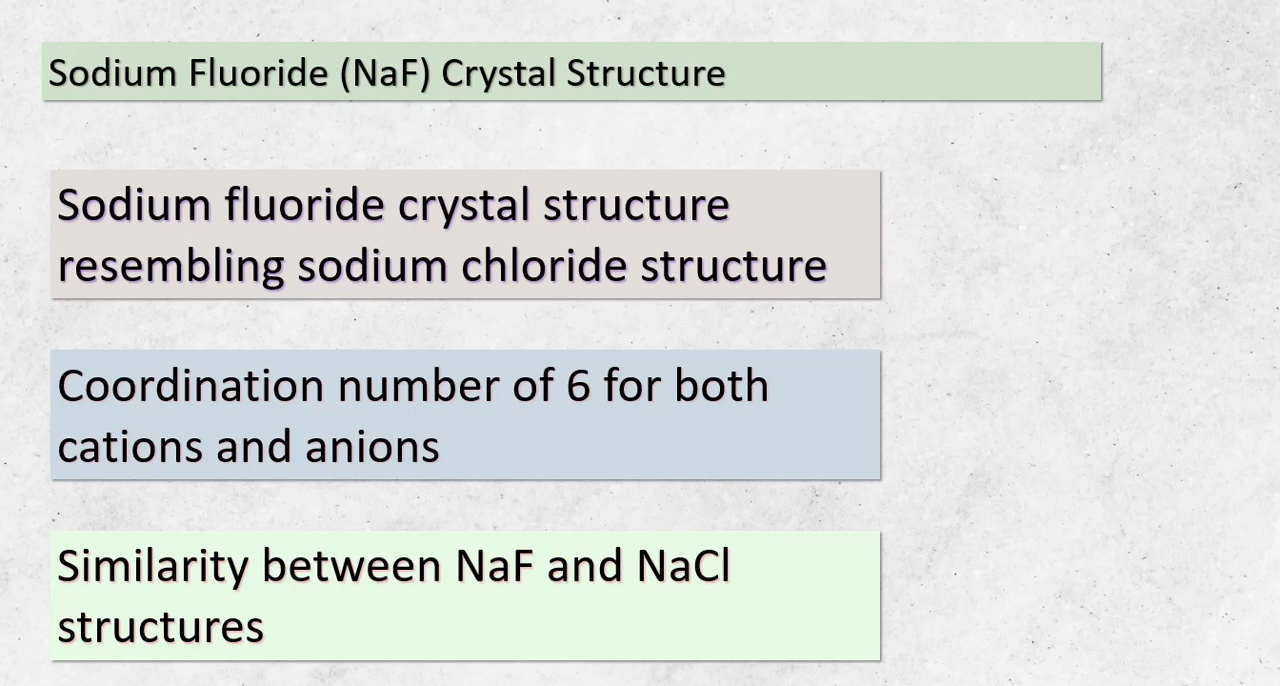 Sodium Fluoride (NaF) Crystal Structure
Sodium fluoride crystal structure
resembling sodium chloride structure
Coordination number of 6 for both
cations and anions
Similarity between NaF and NaCl
structures